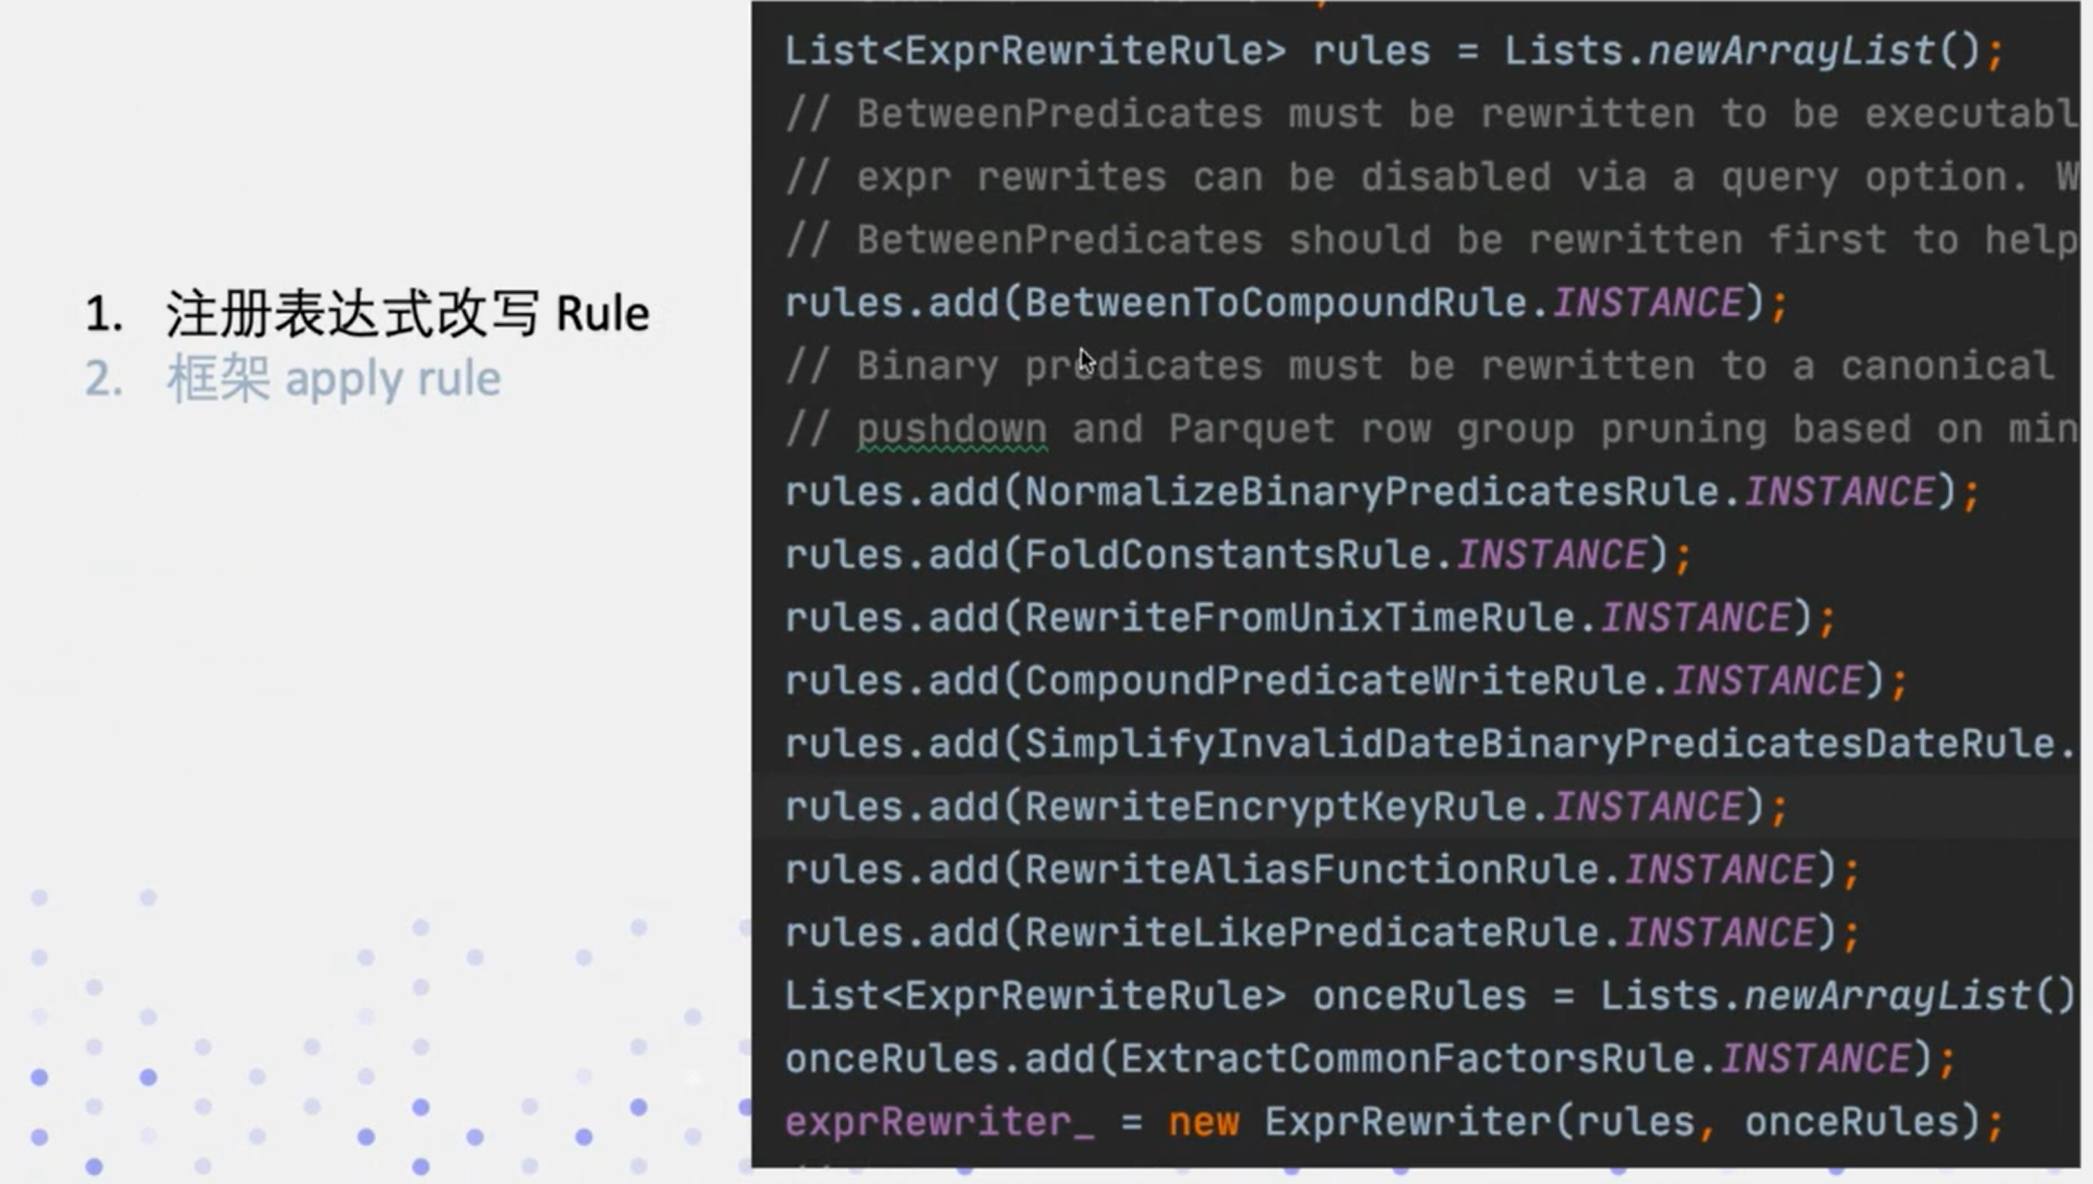 1. 注册表达式改写 Rule
2. 框架 apply rule
List<ExprRewriteRule> rules = Lists.newArrayList();
// BetweenPredicates must be rewritten to be executabl
// expr rewrites can be disabled via a query option. W
// BetweenPredicates should be rewritten first to help
rules.add(BetweenToCompoundRule.INSTANCE);
// Binary predicates must be rewritten to a canonical
// pushdown and Parquet row group pruning based on min
rules.add(NormalizeBinaryPredicatesRule.INSTANCE);
rules.add(FoldConstantsRule.INSTANCE);
rules.add(RewriteFromUnixTimeRule.INSTANCE);
rules.add(CompoundPredicateWriteRule.INSTANCE);
rules.add(SimplifyInvalidDateBinaryPredicatesDateRule.
rules.add(RewriteEncryptKeyRule.INSTANCE);
rules.add(RewriteAliasFunctionRule.INSTANCE);
rules.add(RewriteLikePredicateRule.INSTANCE);
List<ExprRewriteRule> onceRules = Lists.newArrayList()
onceRules.add(ExtractCommonFactorsRule.INSTANCE);
exprRewriter_ = new ExprRewriter(rules, onceRules);